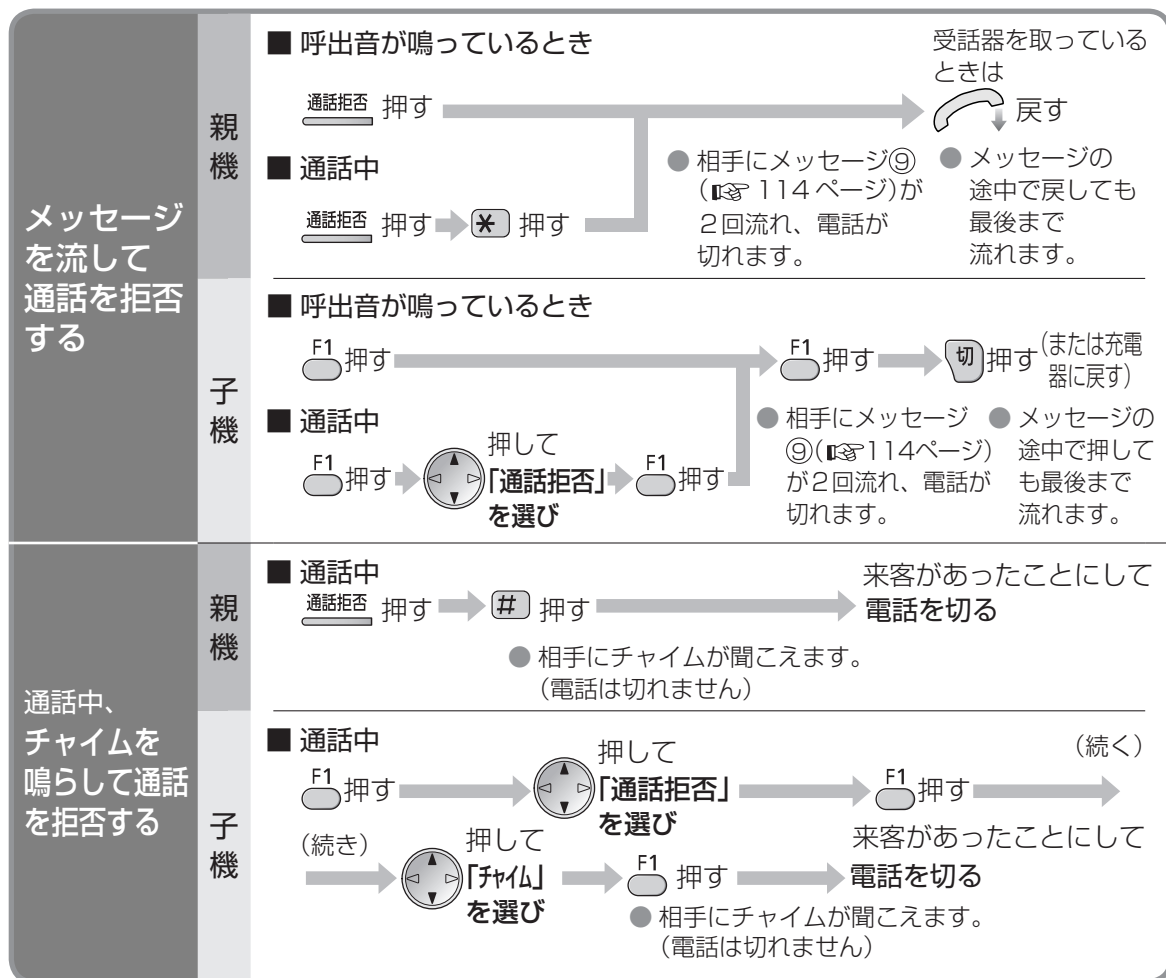 メッセージ
を流して
通話を拒否
する
親機
■ 呼出音が鳴っているとき
通話拒否 押す
受話器を取っている
ときは
戻す
■ 通話中
通話拒否 押す ＊ 押す
● 相手にメッセージ⑨
(☞ 114 ページ)が
2回流れ、電話が
切れます。
● メッセージの
途中で戻しても
最後まで
流れます。
子機
■ 呼出音が鳴っているとき
F1 押す F1 押す 切 押す (または充電
器に戻す)
■ 通話中
F1 押す 押して
「通話拒否」
を選び
F1 押す
● 相手にメッセージ
⑨(☞114ページ)
が2回流れ、電話が
切れます。
● メッセージの
途中で押して
も最後まで
流れます。
通話中、
チャイムを
鳴らして通話
を拒否する
親機
■ 通話中
通話拒否 押す # 押す
来客があったことにして
電話を切る
● 相手にチャイムが聞こえます。
(電話は切れません)
子機
■ 通話中
F1 押す 押して
「通話拒否」
を選び
F1 押す
(続く)
(続き)
押して
「ﾁｬｲﾑ」
を選び
F1 押す
来客があったことにして
電話を切る
● 相手にチャイムが聞こえます。
(電話は切れません)